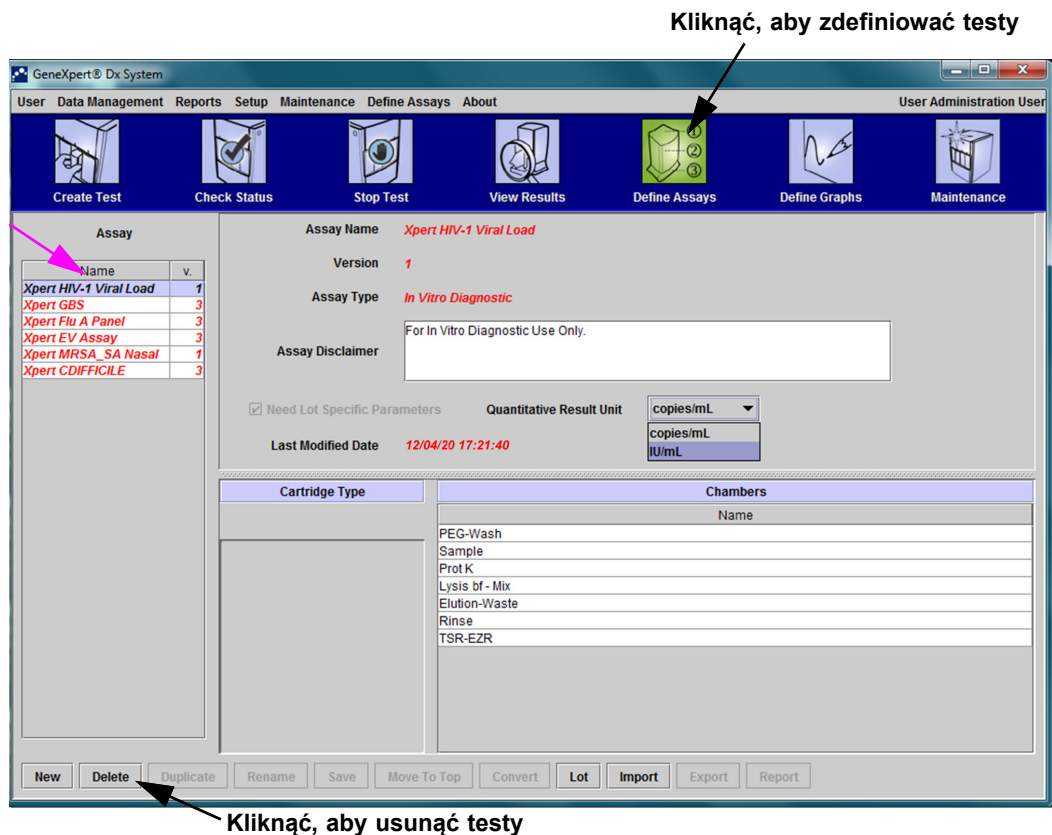 Kliknąć, aby zdefiniować testy
GeneXpert® Dx System
User Data Management Reports Setup Maintenance Define Assays About User Administration User
Create Test Check Status Stop Test View Results Define Assays Define Graphs Maintenance
① ② ③
Assay
Name v.
Xpert HIV-1 Viral Load 1
Xpert GBS 3
Xpert Flu A Panel 3
Xpert EV Assay 3
Xpert MRSA_SA Nasal 1
Xpert CDIFFICILE 3
Assay Name Xpert HIV-1 Viral Load
Version 1
Assay Type In Vitro Diagnostic
Assay Disclaimer For In Vitro Diagnostic Use Only.
Need Lot Specific Parameters Quantitative Result Unit copies/mL
copies/mL
IU/mL
Last Modified Date 12/04/20 17:21:40
Cartridge Type Chambers
Name
PEG-Wash
Sample
Prot K
Lysis bf - Mix
Elution-Waste
Rinse
TSR-EZR
New Delete Duplicate Rename Save Move To Top Convert Lot Import Export Report
Kliknąć, aby usunąć testy